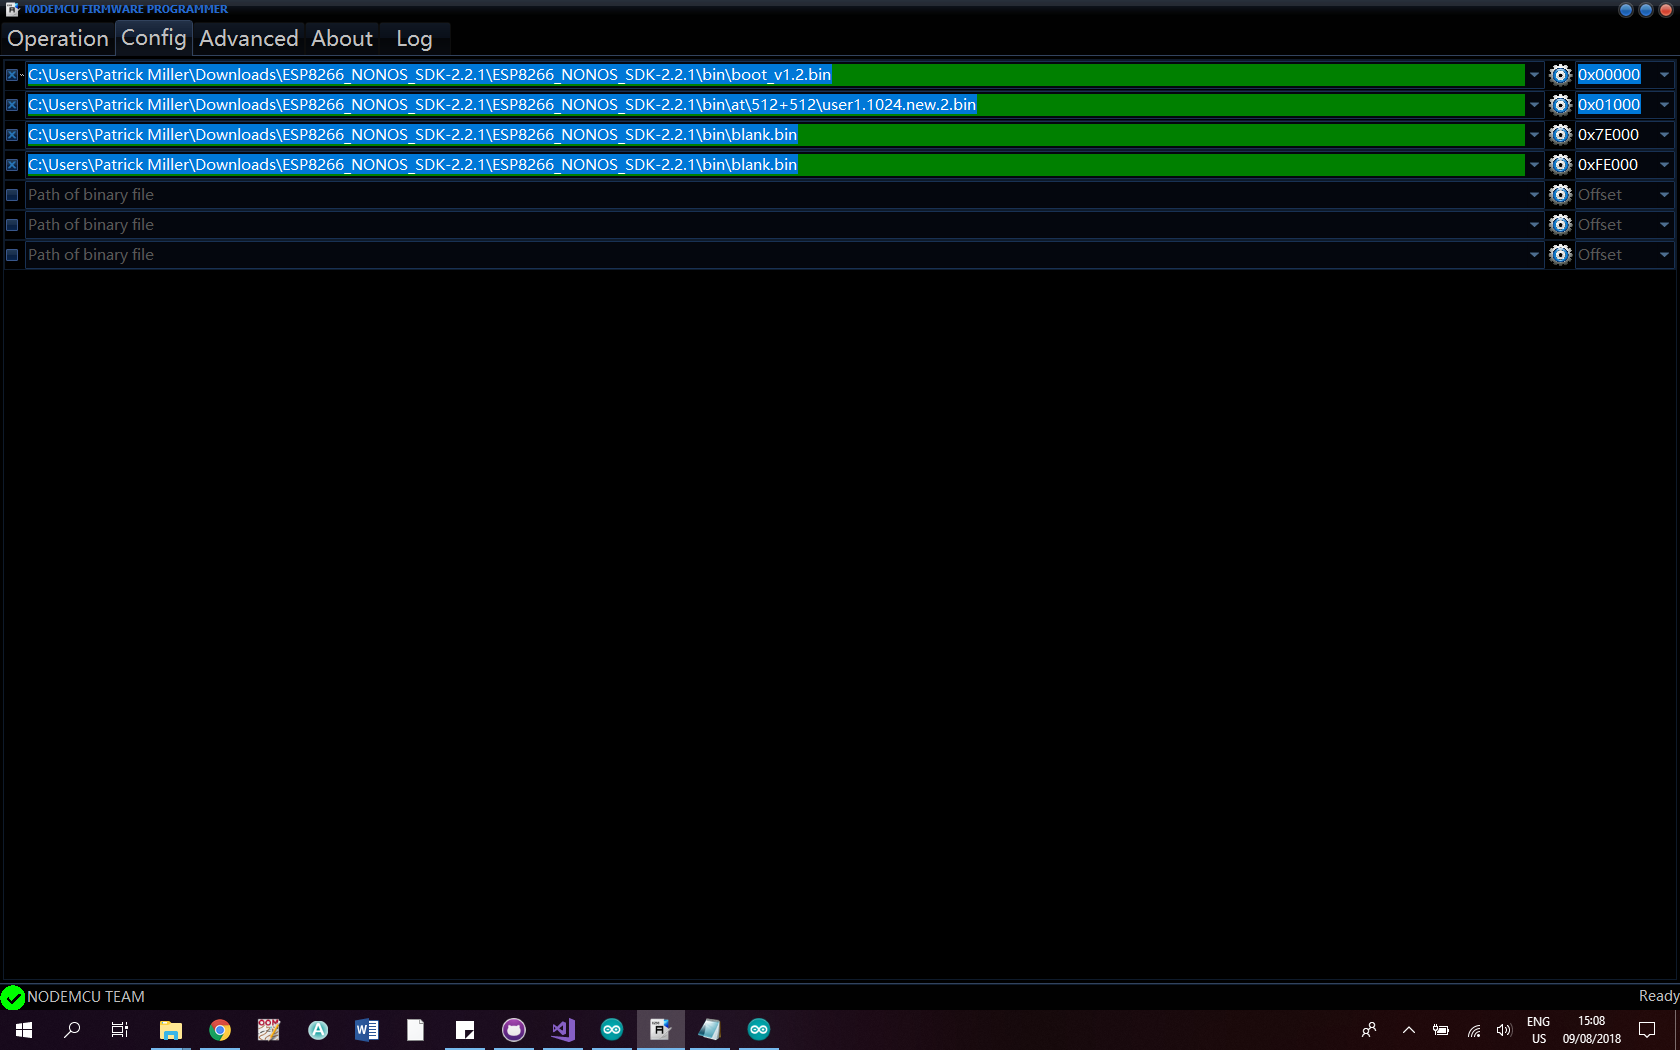 NODEMCU FIRMWARE PROGRAMMER
Operation Config Advanced About Log
C:\Users\Patrick Miller\Downloads\ESP8266_NONOS_SDK-2.2.1\ESP8266_NONOS_SDK-2.2.1\bin\boot_v1.2.bin 0x00000
C:\Users\Patrick Miller\Downloads\ESP8266_NONOS_SDK-2.2.1\ESP8266_NONOS_SDK-2.2.1\bin\at\512+512\user1.1024.new.2.bin 0x01000
C:\Users\Patrick Miller\Downloads\ESP8266_NONOS_SDK-2.2.1\ESP8266_NONOS_SDK-2.2.1\bin\blank.bin 0x7E000
C:\Users\Patrick Miller\Downloads\ESP8266_NONOS_SDK-2.2.1\ESP8266_NONOS_SDK-2.2.1\bin\blank.bin 0xFE000
Path of binary file Offset
Path of binary file Offset
Path of binary file Offset
NODEMCU TEAM Ready
ENG 15:08
US 09/08/2018